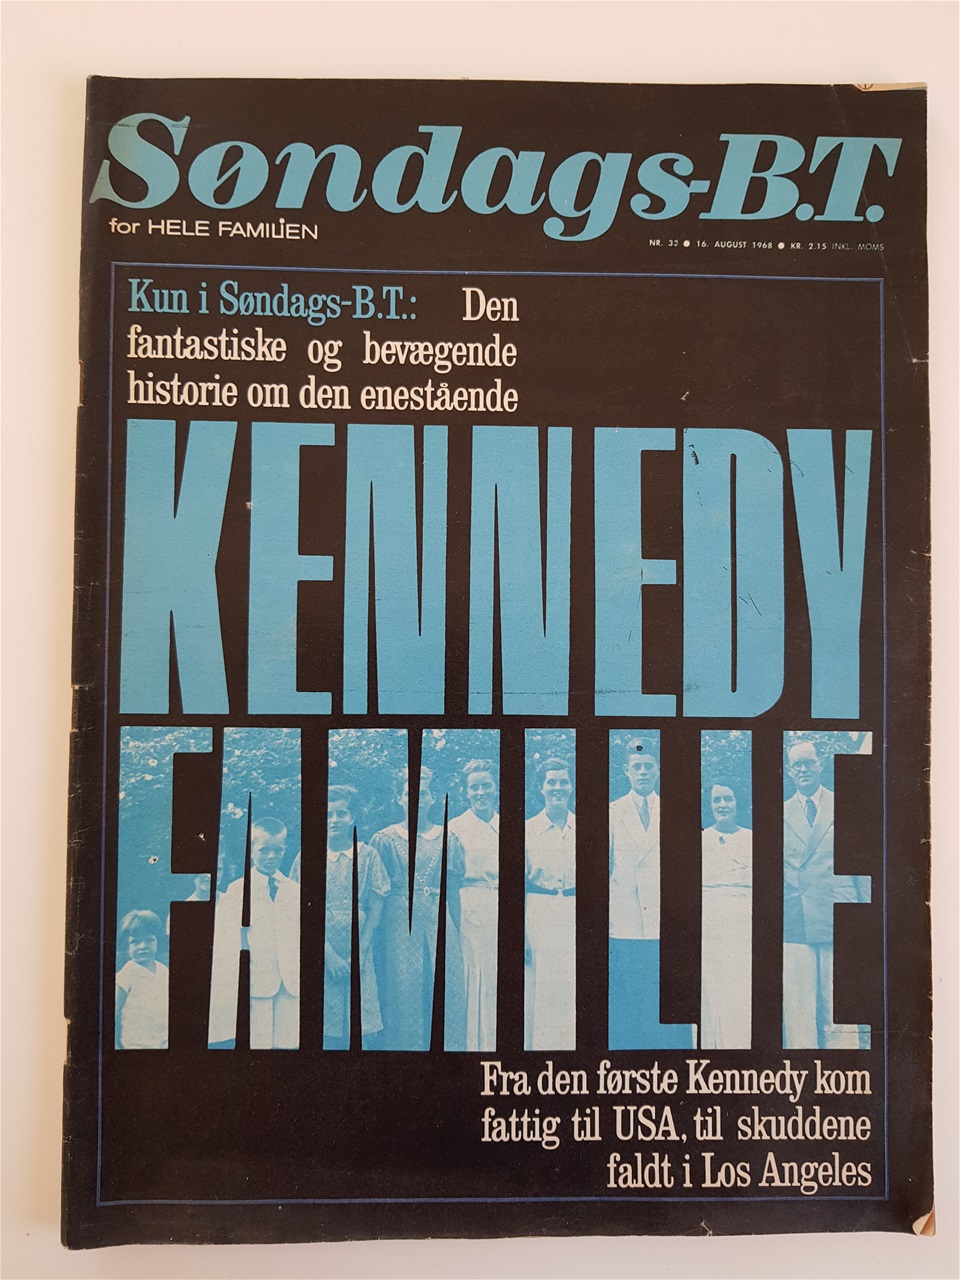 Søndags-B.T.
for HELE FAMILIEN
NR. 33 ● 16. AUGUST 1968 ● KR. 2.15 INKL. MOMS
Kun i Søndags-B.T.: Den
fantastiske og bevægende
historie om den enestående
KENNEDY
FAMILIE
Fra den første Kennedy kom
fattig til USA, til skuddene
faldt i Los Angeles